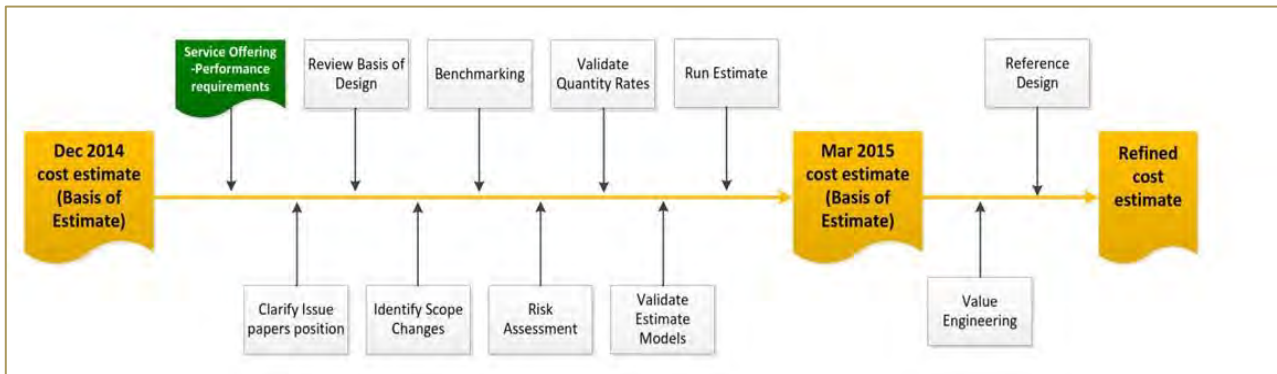 Service Offering
-Performance
requirements
Review Basis of
Design
Benchmarking
Validate
Quantity Rates
Run Estimate
Reference
Design
Dec 2014
cost estimate
(Basis of
Estimate)
Mar 2015
cost estimate
(Basis of
Estimate)
Refined
cost
estimate
Clarify Issue
papers position
Identify Scope
Changes
Risk
Assessment
Validate
Estimate
Models
Value
Engineering